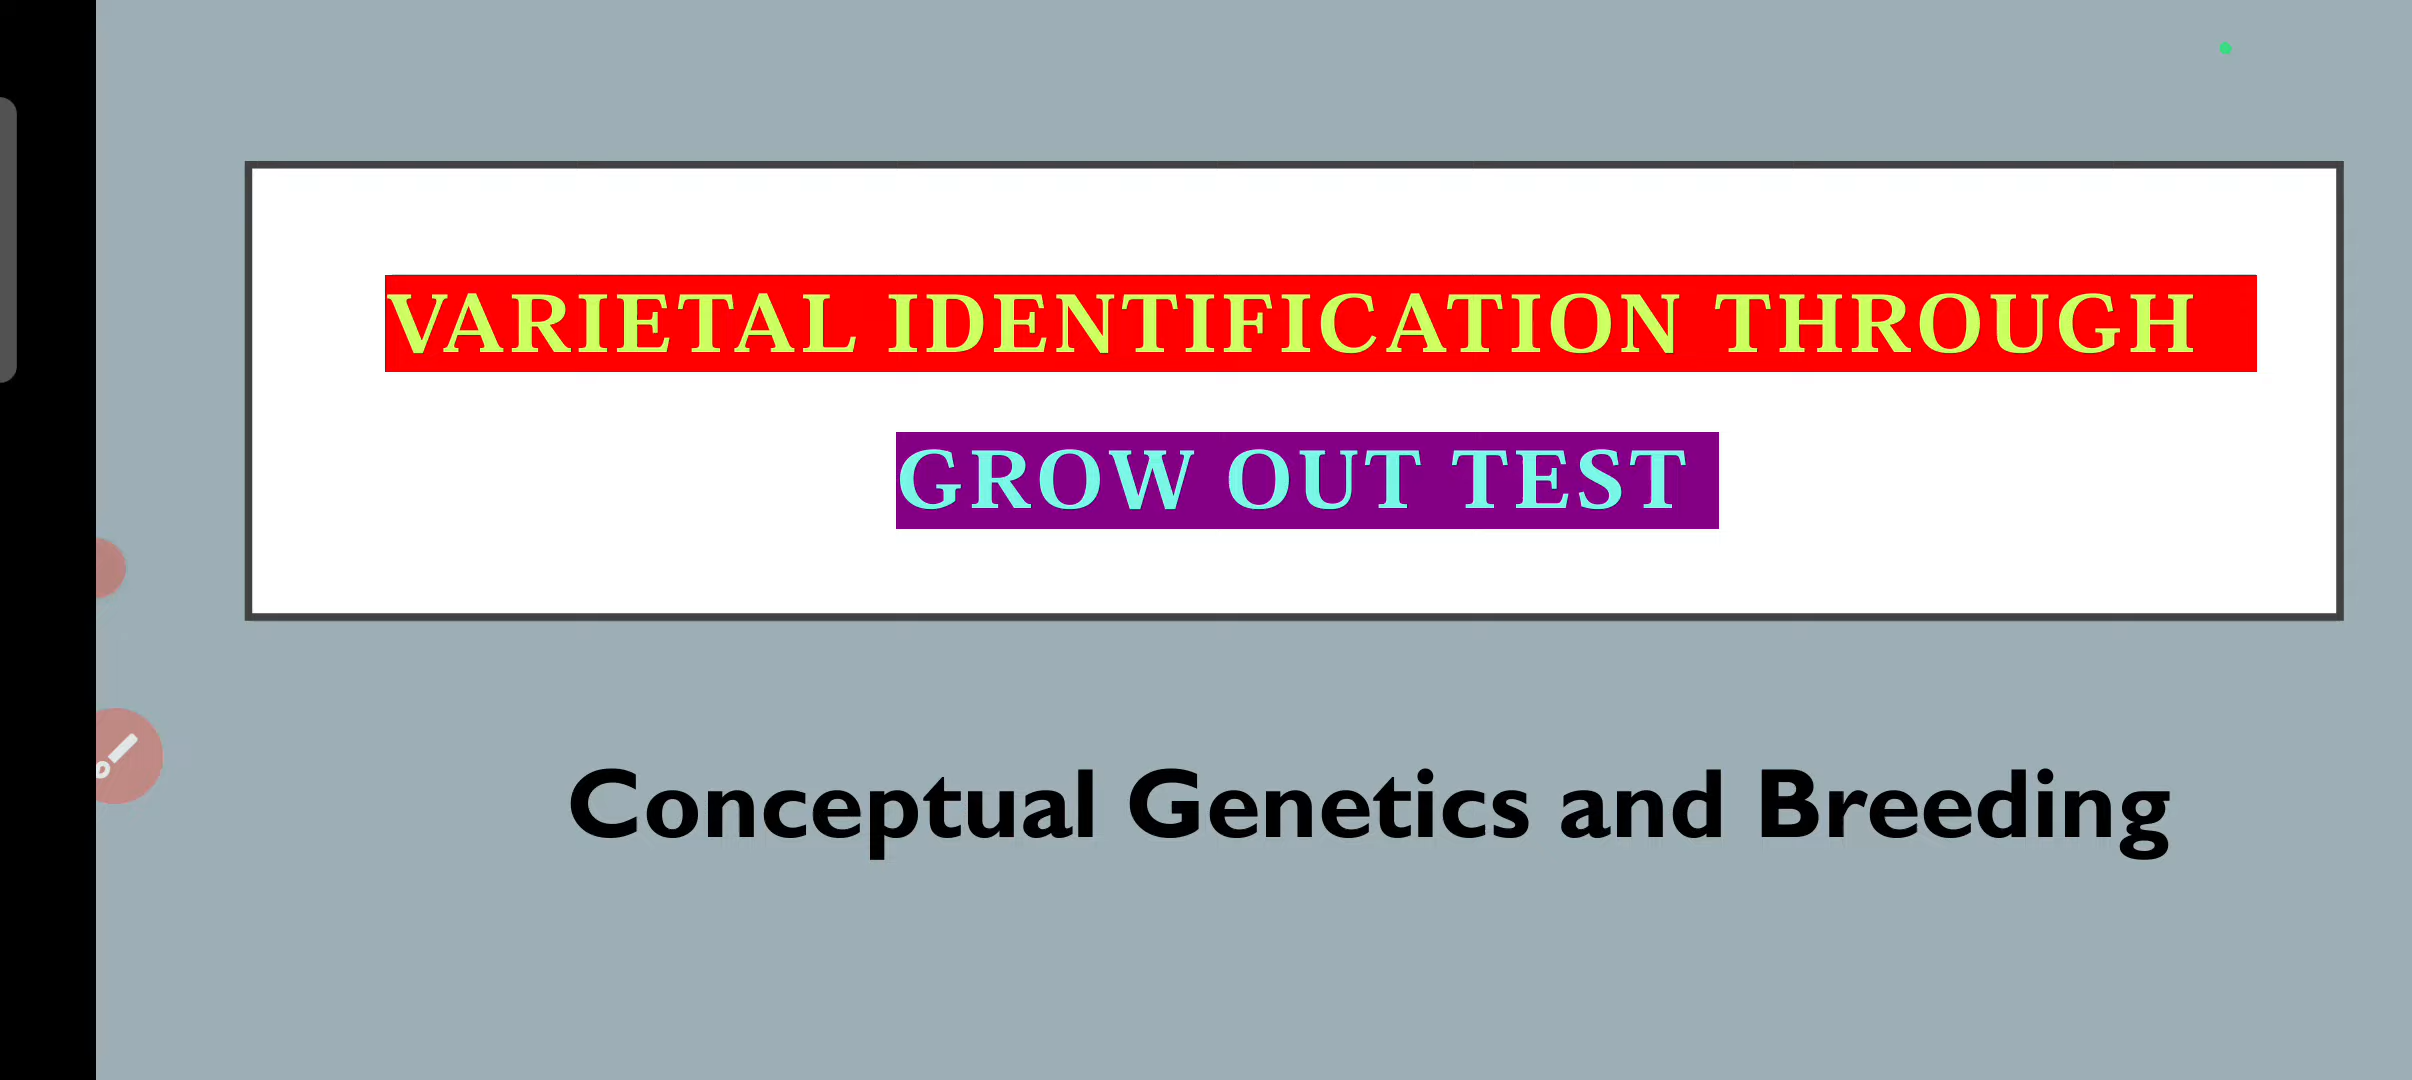 VARIETAL IDENTIFICATION THROUGH
GROW OUT TEST
Conceptual Genetics and Breeding